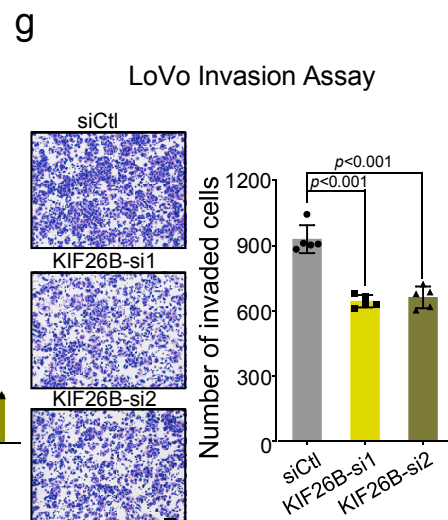 g
LoVo Invasion Assay
siCtl
KIF26B-si1
KIF26B-si2
Number of invaded cells
p<0.001
p<0.001
1200
900
600
300
0
siCtl
KIF26B-si1
KIF26B-si2